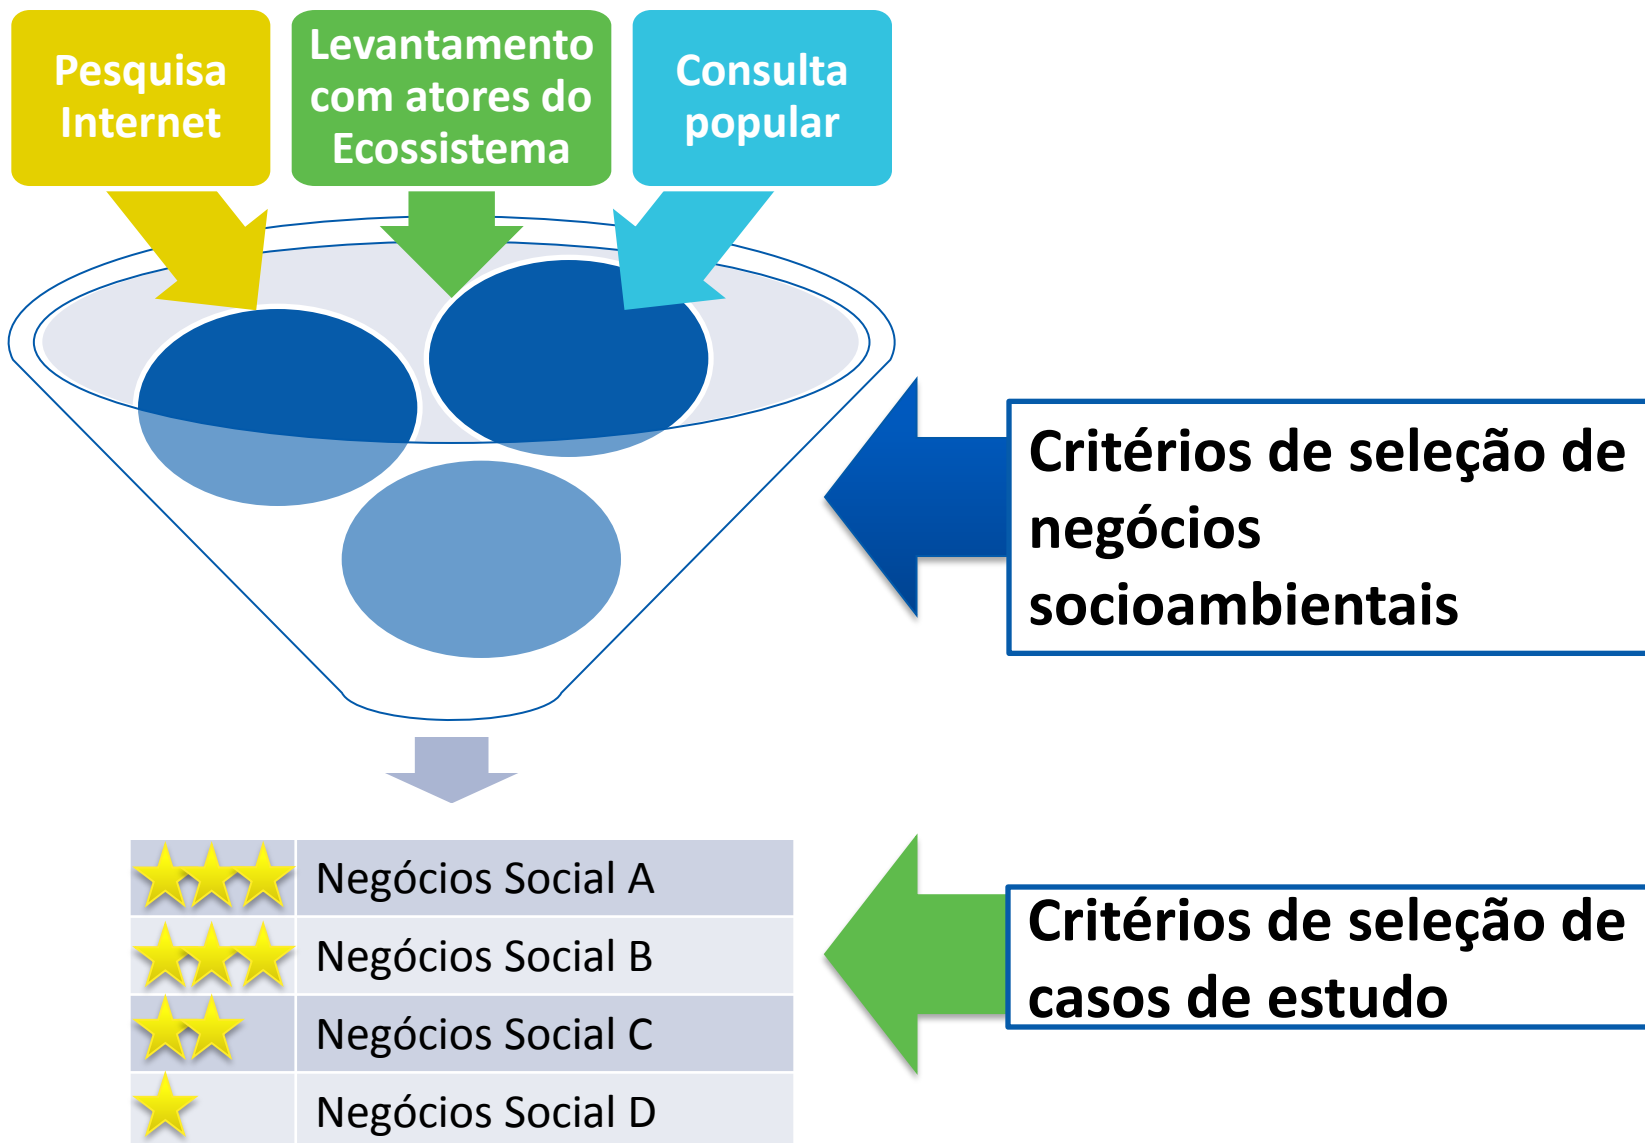 Pesquisa
Internet
Levantamento
com atores do
Ecossistema
Consulta
popular
Critérios de seleção de
negócios
socioambientais
Negócios Social A
Negócios Social B
Negócios Social C
Negócios Social D
Critérios de seleção de
casos de estudo